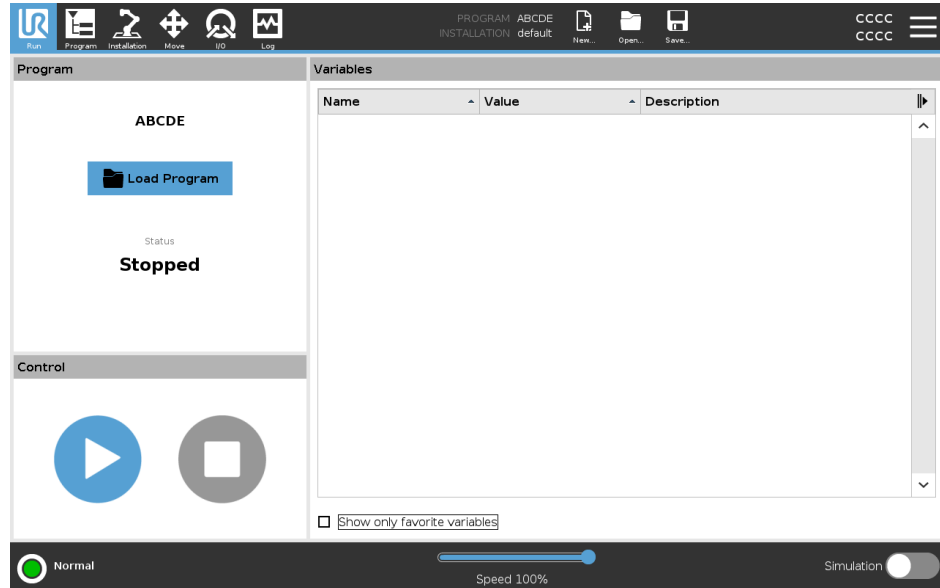 UR
Run
Program
Installation
Move
I/O
Log
PROGRAM ABCDE
INSTALLATION default
New...
Open...
Save...
CCCC
CCCC
Program
ABCDE
Load Program
Status
Stopped
Control
Variables
Name Value Description
Show only favorite variables
Normal
Speed 100%
Simulation